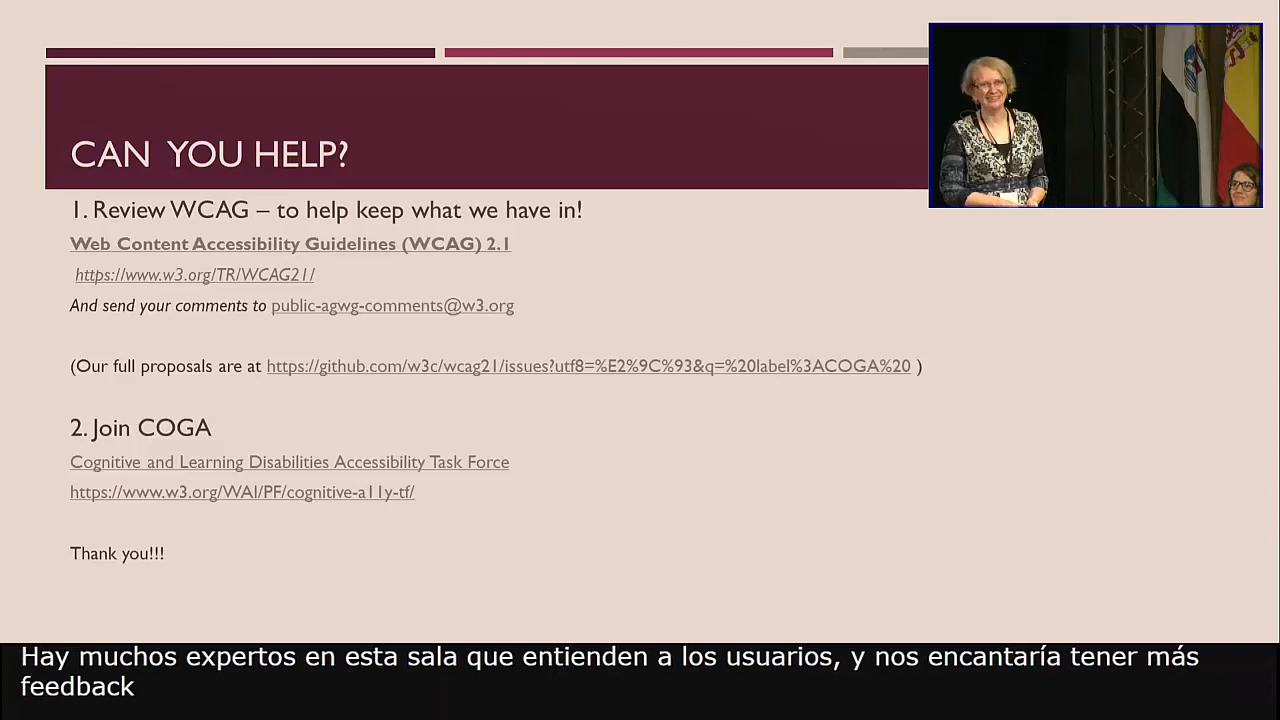 CAN YOU HELP?
1. Review WCAG – to help keep what we have in!
Web Content Accessibility Guidelines (WCAG) 2.1
https://www.w3.org/TR/WCAG21/
And send your comments to public-agwg-comments@w3.org
(Our full proposals are at https://github.com/w3c/wcag21/issues?utf8=%E2%9C%93&q=%20label%3ACOGA%20 )
2. Join COGA
Cognitive and Learning Disabilities Accessibility Task Force
https://www.w3.org/WAI/PF/cognitive-a11y-tf/
Thank you!!!
Hay muchos expertos en esta sala que entienden a los usuarios, y nos encantaría tener más
feedback